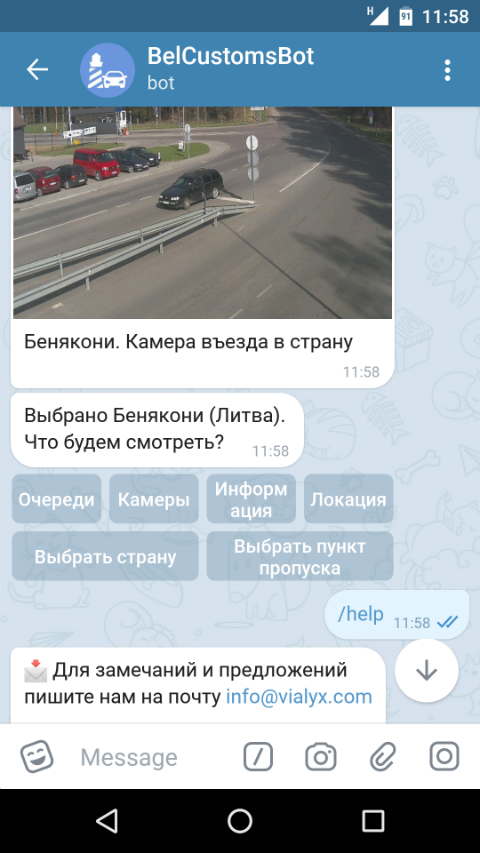 H
91
11:58
BelCustomsBot
bot
Бенякони. Камера въезда в страну
11:58
Выбрано Бенякони (Литва).
Что будем смотреть?
11:58
Очереди
Камеры
Информ
ация
Локация
Выбрать страну
Выбрать пункт
пропуска
/help
11:58
Для замечаний и предложений
пишите нам на почту info@vialyx.com
Message